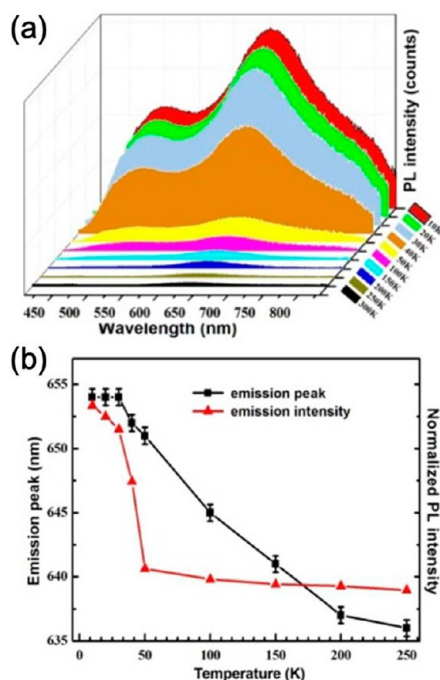 (a)
PL intensity (counts)
10K
20K
30K
40K
50K
100K
150K
200K
250K
300K
450 500 550 600 650 700 750 800
Wavelength (nm)
(b)
655
650
645
640
635
Emission peak (nm)
emission peak
emission intensity
Normalized PL intensity
0 50 100 150 200 250
Temperature (K)